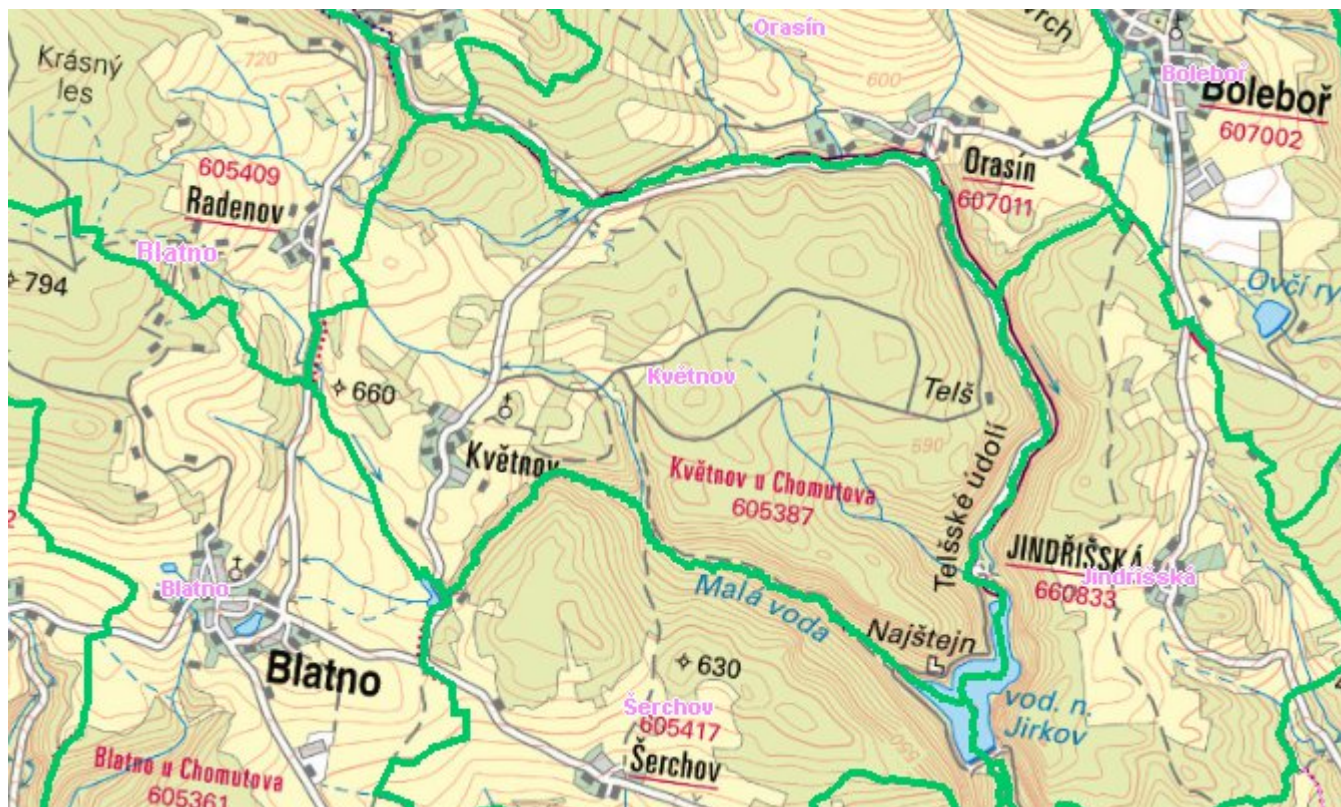 Orasín
vrch
Krásný
les
720
600
Boleboř
Boleboř
607002
605409
Radenov
Orasín
607011
Blatno
794
Ovčí ry
660
Květnov
Telš
Květnov
590
Květnov u Chomutova
605387
Telšské údolí
JINDŘIŠSKÁ
Jindřišská
660833
Blatno
Malá voda
Najštejn
Blatno
630
vod. n.
Jirkov
Šerchov
605417
Šerchov
Blatno u Chomutova
605361